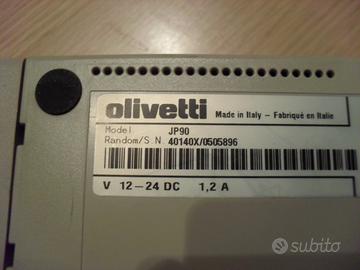 olivetti Made in Italy - Fabriqué en Italie
Model JP90
Random/S.N. 40140X/0505896
V 12-24 DC 1,2 A
subito